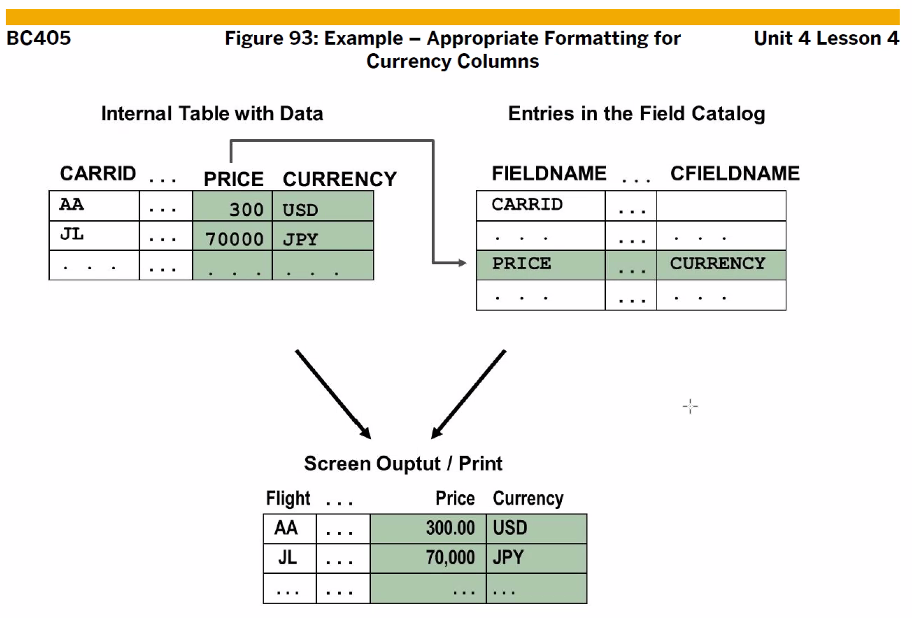 BC405 Figure 93: Example – Appropriate Formatting for Currency Columns Unit 4 Lesson 4
Internal Table with Data
CARRID ... PRICE CURRENCY
AA ... 300 USD
JL ... 70000 JPY
. . . ... . . . . . .
Entries in the Field Catalog
FIELDNAME ... CFIELDNAME
CARRID ...
. . . ... . . .
PRICE ... CURRENCY
. . . ... . . .
Screen Ouptut / Print
Flight ... Price Currency
AA ... 300.00 USD
JL ... 70,000 JPY
... ... ... ...